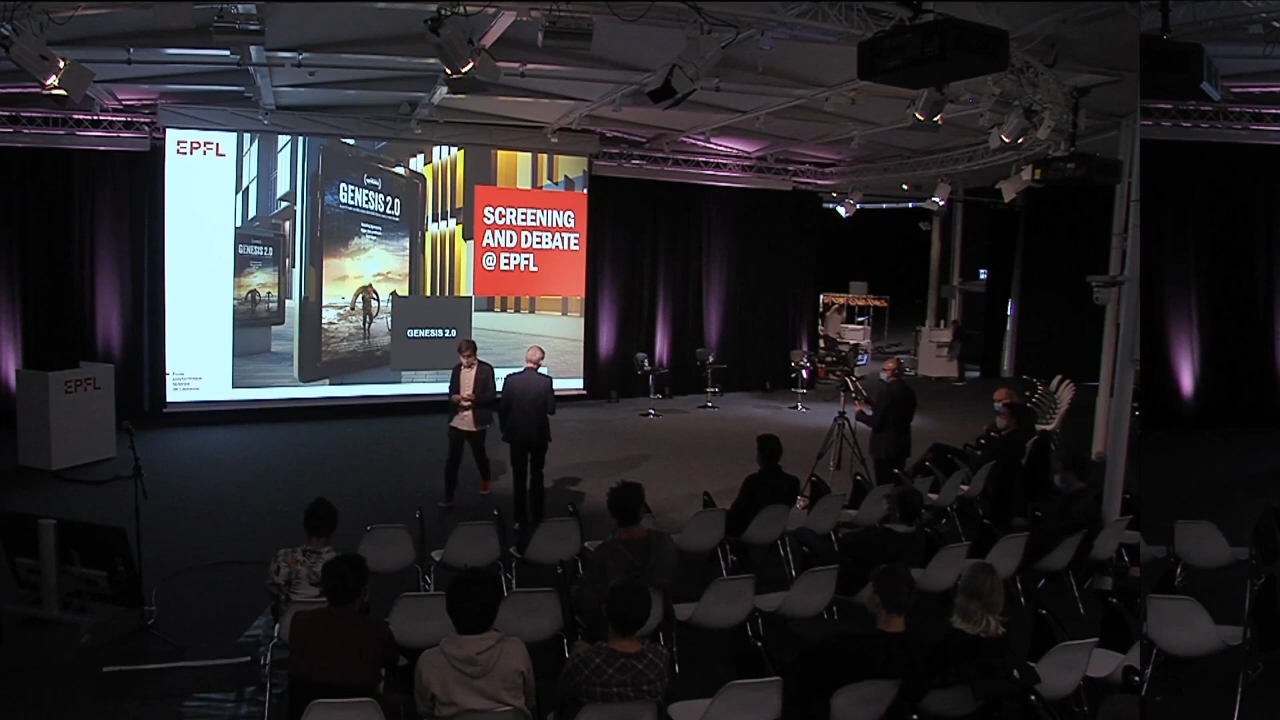 EPFL
GENESIS 2.0
GENESIS 2.0
SCREENING
AND DEBATE
@ EPFL
GENESIS 2.0
EPFL